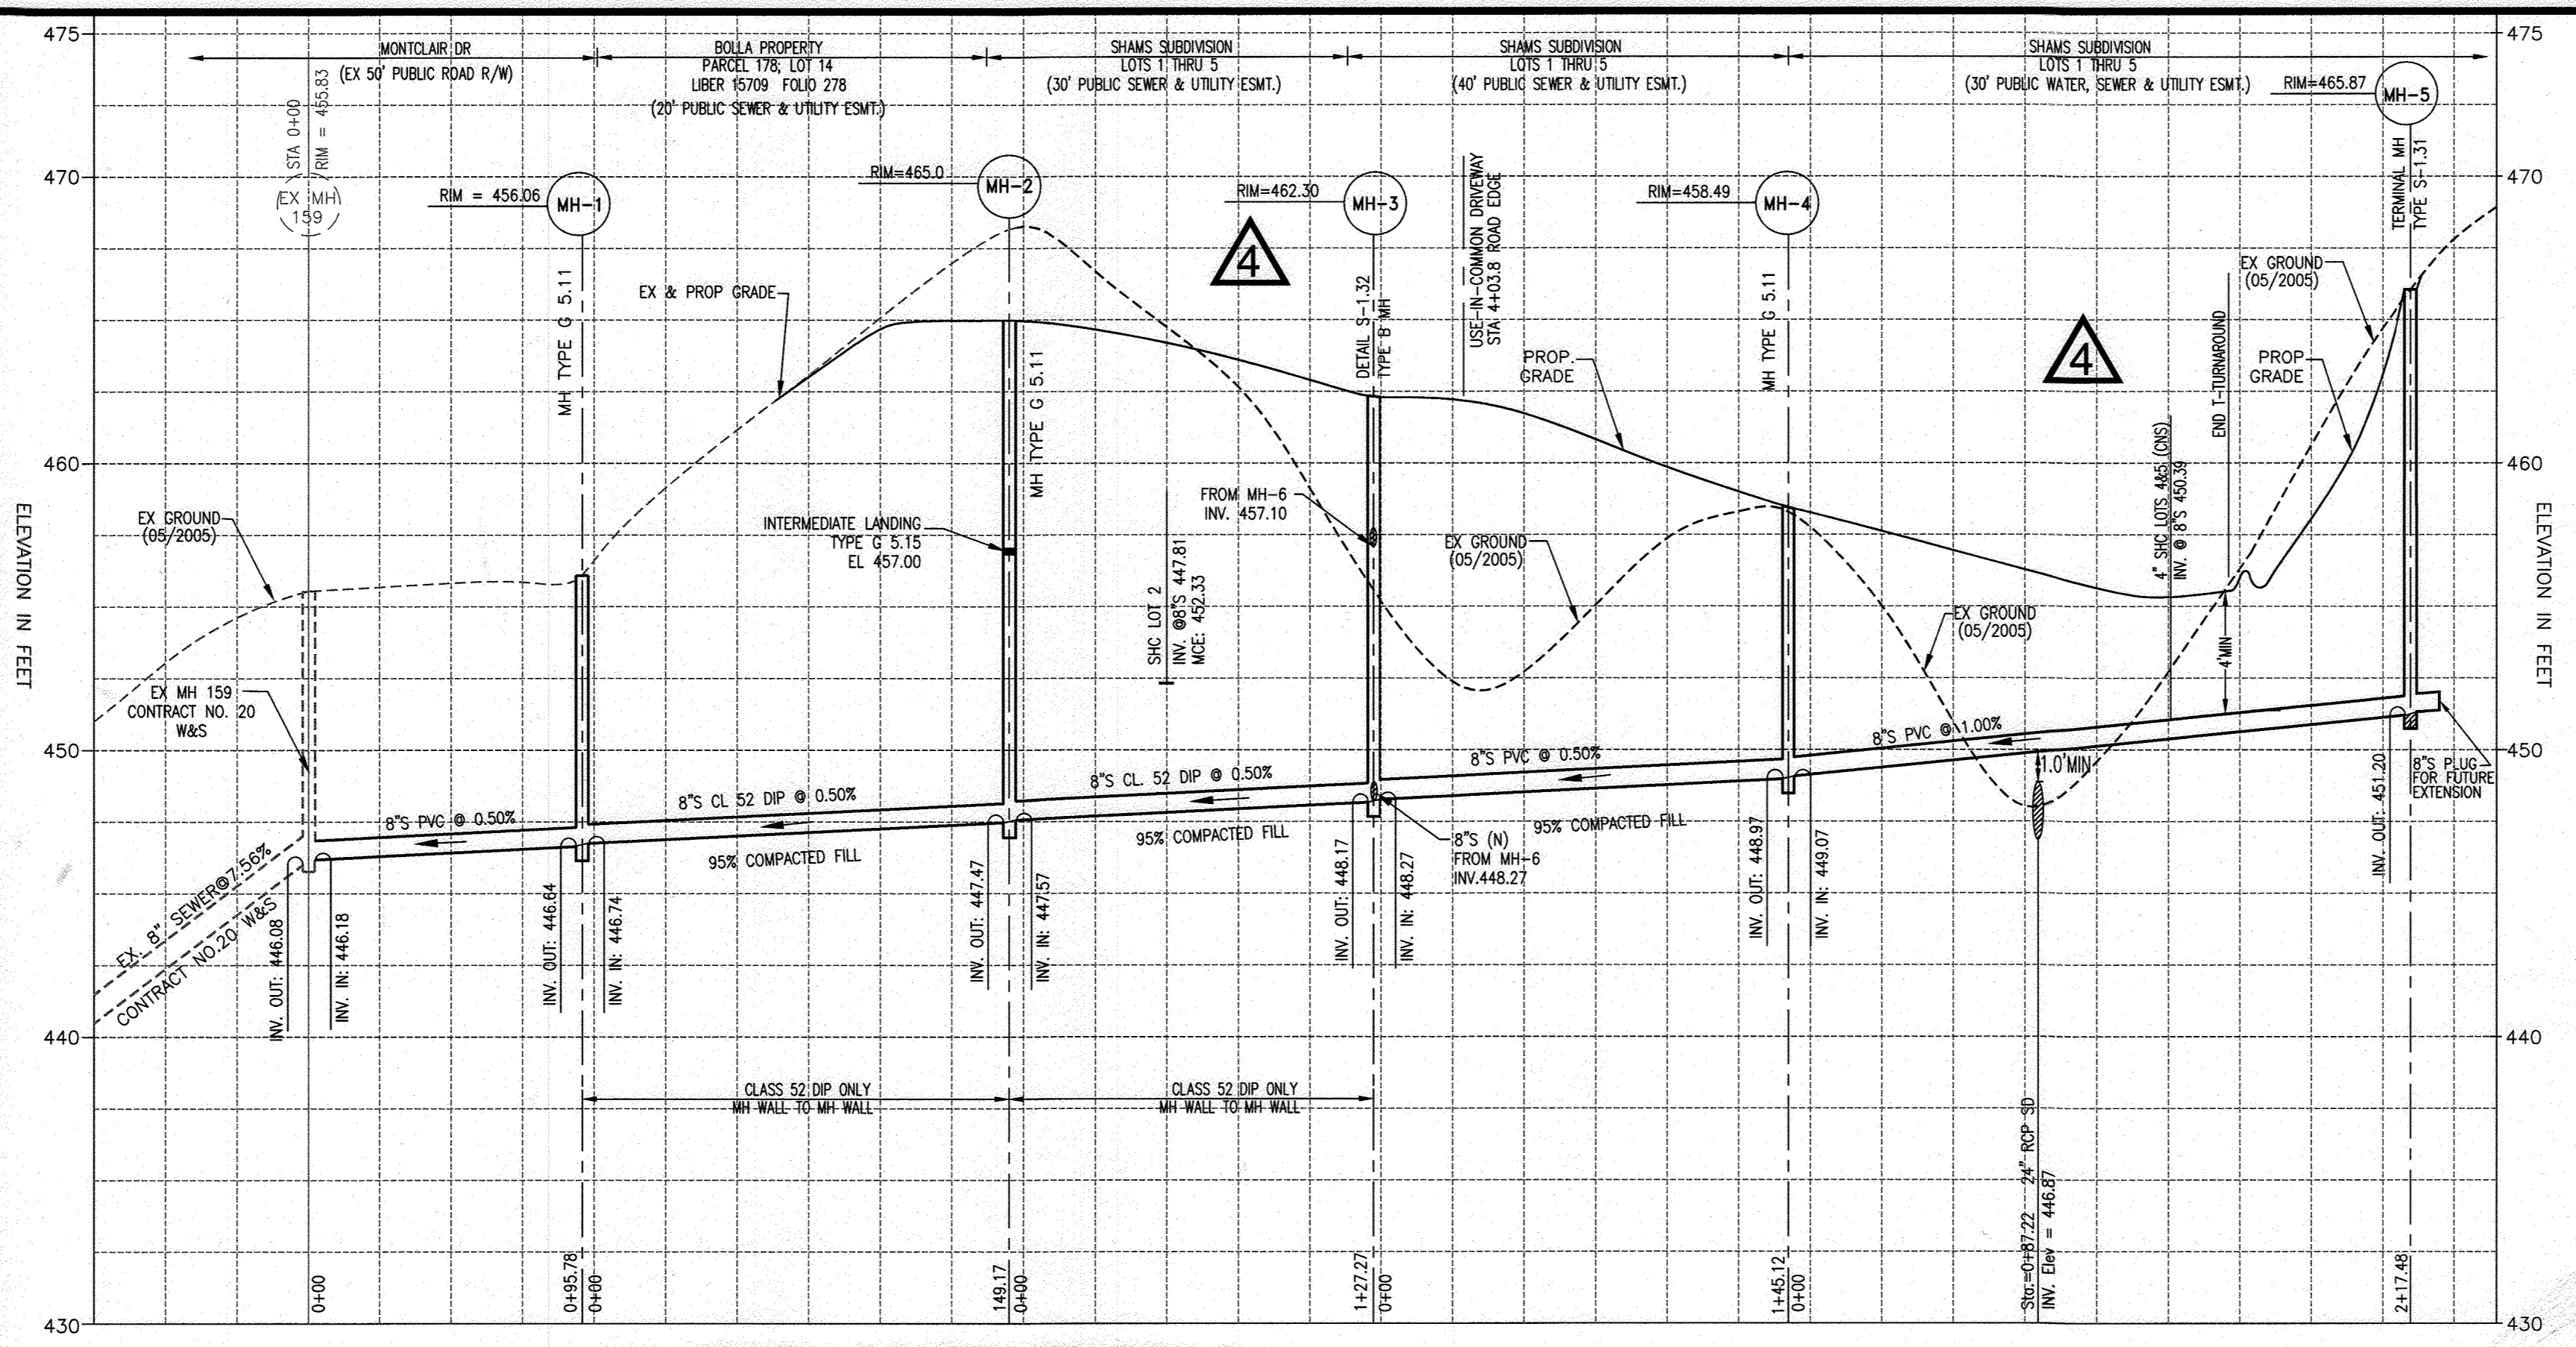 475
475
MONTCLAIR DR
(EX 50' PUBLIC ROAD R/W)
BOLLA PROPERTY
PARCEL 178; LOT 14
LIBER 15709 FOLIO 278
(20' PUBLIC SEWER & UTILITY ESMT.)
SHAMS SUBDIVISION
LOTS 1 THRU 5
(30' PUBLIC SEWER & UTILITY ESMT.)
SHAMS SUBDIVISION
LOTS 1 THRU 5
(40' PUBLIC SEWER & UTILITY ESMT.)
SHAMS SUBDIVISION
LOTS 1 THRU 5
(30' PUBLIC WATER, SEWER & UTILITY ESMT.)
RIM=465.87
MH-5
STA 0+00
RIM = 455.83
EX MH
159
RIM = 456.06
MH-1
RIM=465.0
MH-2
RIM=462.30
MH-3
RIM=458.49
MH-4
TERMINAL MH
TYPE S-1.31
470
470
4
USE-IN-COMMON DRIVEWAY
STA 4+03.8 ROAD EDGE
MH TYPE G 5.11
EX & PROP GRADE
MH TYPE G 5.11
DETAIL S-1.32
TYPE B MH
PROP.
GRADE
MH TYPE G 5.11
4
END T-TURNAROUND
EX GROUND
(05/2005)
PROP
GRADE
460
460
ELEVATION IN FEET
ELEVATION IN FEET
EX GROUND
(05/2005)
INTERMEDIATE LANDING
TYPE G 5.15
EL 457.00
FROM MH-6
INV. 457.10
SHC LOT 2
INV. @8"S 447.81
MCE: 452.33
EX GROUND
(05/2005)
4" SHC LOTS 4&5 (CNS)
INV. @ 8"S 450.39
EX GROUND
(05/2005)
4'MIN
EX MH 159
CONTRACT NO. 20
W&S
450
450
8"S PVC @ 0.50%
8"S CL 52 DIP @ 0.50%
8"S CL. 52 DIP @ 0.50%
8"S PVC @ 0.50%
8"S PVC @ 1.00%
1.0'MIN
8"S PLUG
FOR FUTURE
EXTENSION
95% COMPACTED FILL
95% COMPACTED FILL
95% COMPACTED FILL
8"S (N)
FROM MH-6
INV.448.27
EX. 8" SEWER@7.56%
CONTRACT NO.20 W&S
INV. OUT: 446.08
INV. IN: 446.18
INV. OUT: 446.64
INV. IN: 446.74
INV. OUT: 447.47
INV. IN: 447.57
INV. OUT: 448.17
INV. IN: 448.27
INV. OUT: 448.97
INV. IN: 449.07
INV. OUT: 451.20
440
440
CLASS 52 DIP ONLY
MH WALL TO MH WALL
CLASS 52 DIP ONLY
MH WALL TO MH WALL
Sta.=0+87.22 24" RCP SD
INV. Elev = 446.87
0+00
0+95.78
0+00
149.17
0+00
1+27.27
0+00
1+45.12
0+00
2+17.48
430
430